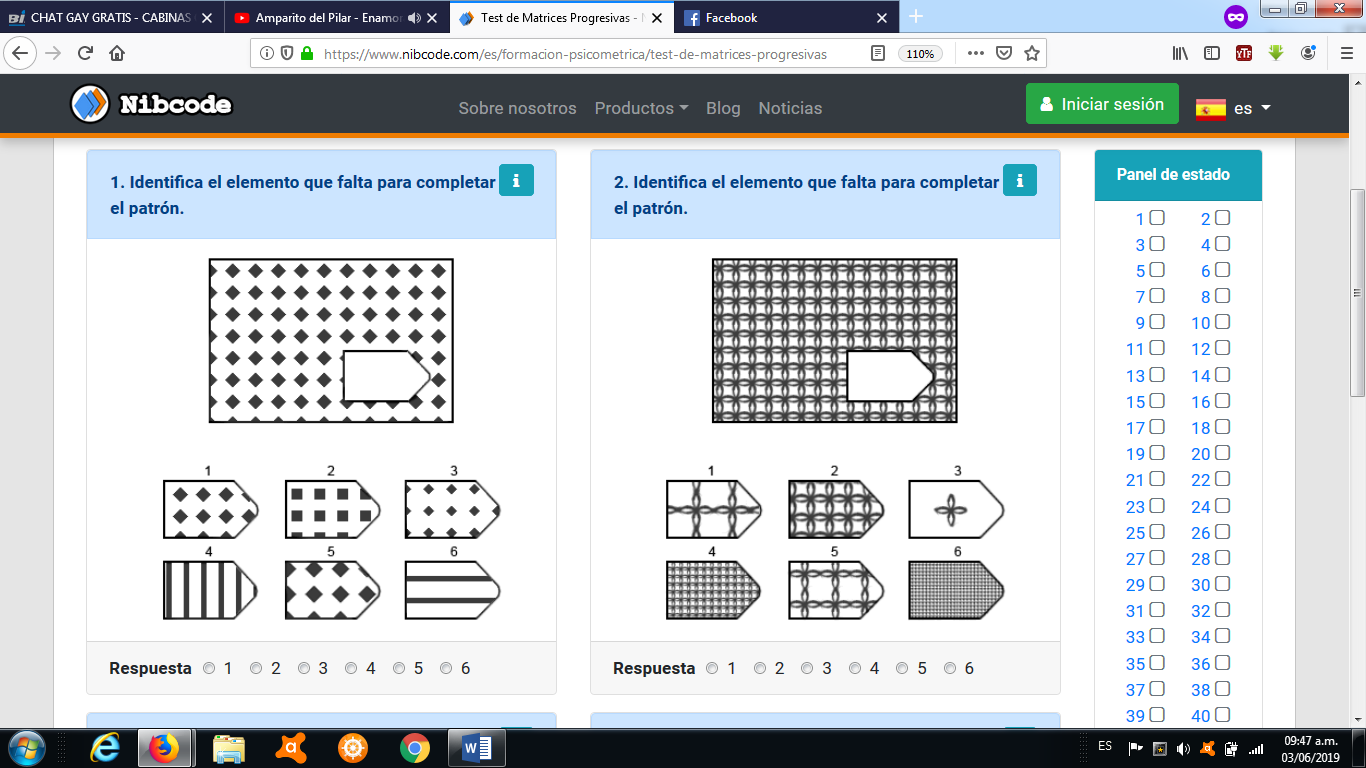 CHAT GAY GRATIS - CABINAS
Amparito del Pilar - Enamor
Test de Matrices Progresivas -
Facebook
https://www.nibcode.com/es/formacion-psicometrica/test-de-matrices-progresivas
110%
YTF
Nibcode
Sobre nosotros Productos Blog Noticias
Iniciar sesión
es
1. Identifica el elemento que falta para completar
el patrón.
i
1 2 3
4 5 6
Respuesta 1 2 3 4 5 6
2. Identifica el elemento que falta para completar
el patrón.
i
1 2 3
4 5 6
Respuesta 1 2 3 4 5 6
Panel de estado
1 2
3 4
5 6
7 8
9 10
11 12
13 14
15 16
17 18
19 20
21 22
23 24
25 26
27 28
29 30
31 32
33 34
35 36
37 38
39 40
ES
09:47 a.m.
03/06/2019